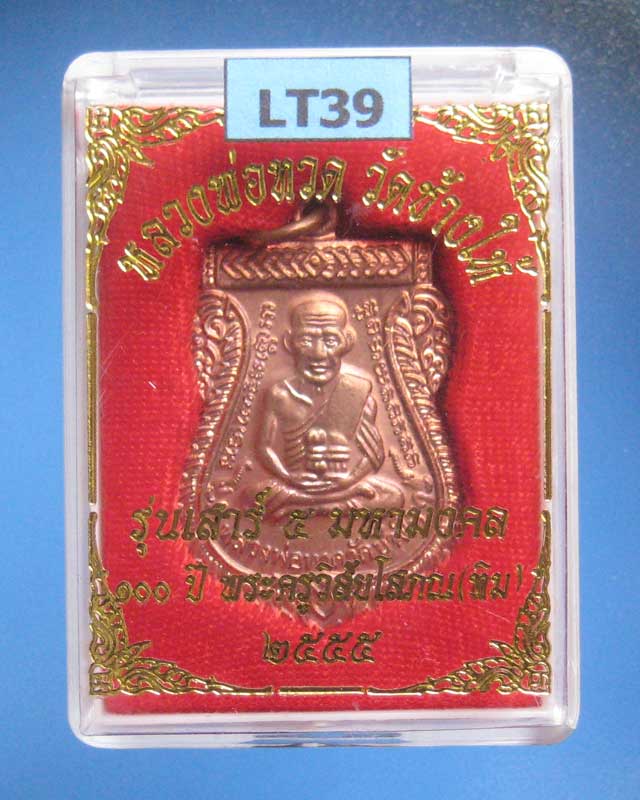 LT39
หลวงพ่อทวด วัดช้างให้
รุ่นเสาร์ ๕ มหามงคล
๑๐๐ ปี พระครูวิสัยโสภณ(ทิม)
๒๕๕๕